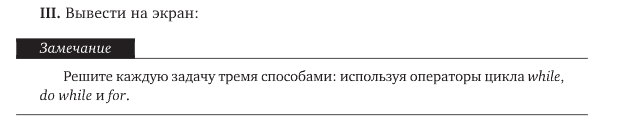 III. Вывести на экран:
Замечание
Решите каждую задачу тремя способами: используя операторы цикла while,
do while и for.